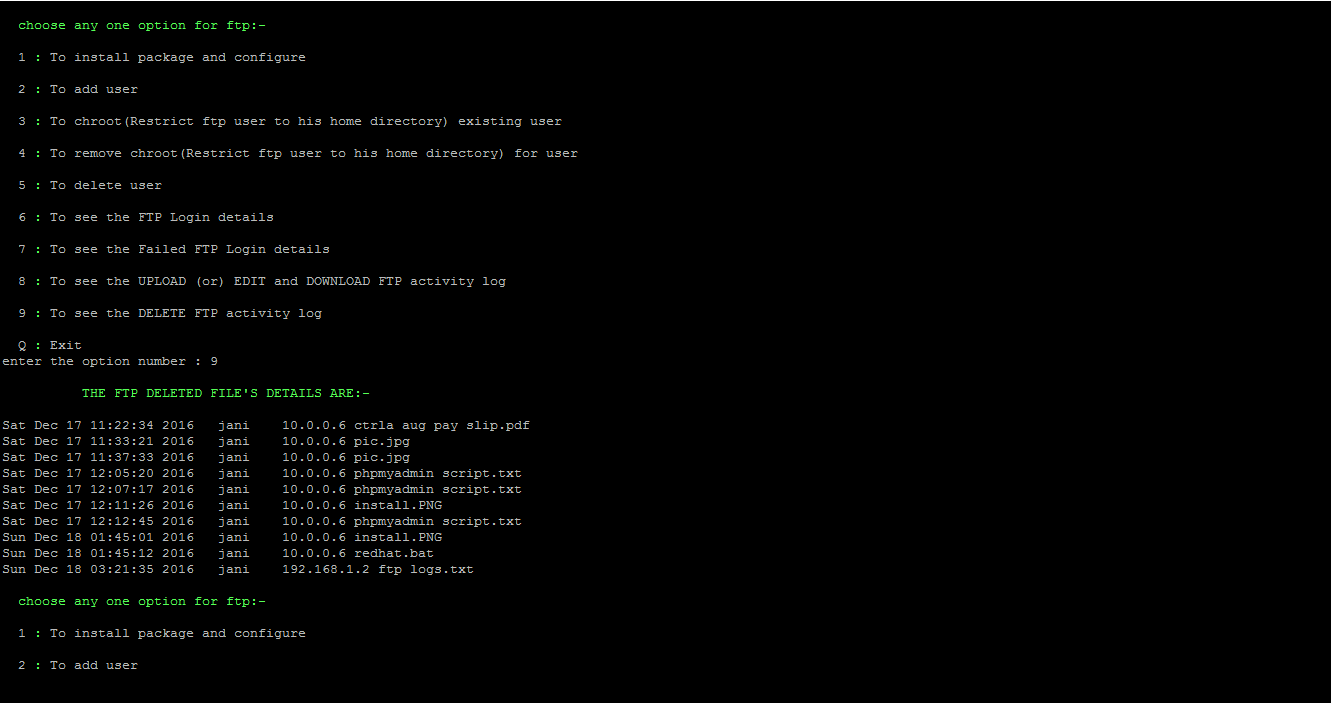 choose any one option for ftp:-
1 : To install package and configure
2 : To add user
3 : To chroot(Restrict ftp user to his home directory) existing user
4 : To remove chroot(Restrict ftp user to his home directory) for user
5 : To delete user
6 : To see the FTP Login details
7 : To see the Failed FTP Login details
8 : To see the UPLOAD (or) EDIT and DOWNLOAD FTP activity log
9 : To see the DELETE FTP activity log
Q : Exit
enter the option number : 9
THE FTP DELETED FILE'S DETAILS ARE:-
Sat Dec 17 11:22:34 2016 jani 10.0.0.6 ctrla aug pay slip.pdf
Sat Dec 17 11:33:21 2016 jani 10.0.0.6 pic.jpg
Sat Dec 17 11:37:33 2016 jani 10.0.0.6 pic.jpg
Sat Dec 17 12:05:20 2016 jani 10.0.0.6 phpmyadmin script.txt
Sat Dec 17 12:07:17 2016 jani 10.0.0.6 phpmyadmin script.txt
Sat Dec 17 12:11:26 2016 jani 10.0.0.6 install.PNG
Sat Dec 17 12:12:45 2016 jani 10.0.0.6 phpmyadmin script.txt
Sun Dec 18 01:45:01 2016 jani 10.0.0.6 install.PNG
Sun Dec 18 01:45:12 2016 jani 10.0.0.6 redhat.bat
Sun Dec 18 03:21:35 2016 jani 192.168.1.2 ftp logs.txt
choose any one option for ftp:-
1 : To install package and configure
2 : To add user